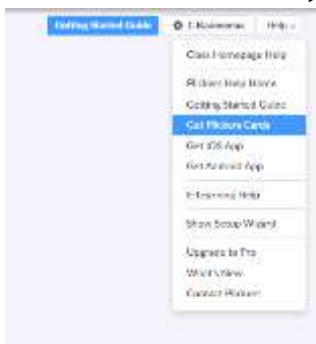 Getting Started Guide Help
Class Homepage Help
Plickers Help Home
Getting Started Guide
Get Plickers Cards
Get iOS App
Get Android App
E-learning Help
Show Setup Wizard
Upgrade to Pro
What's New
Contact Plickers